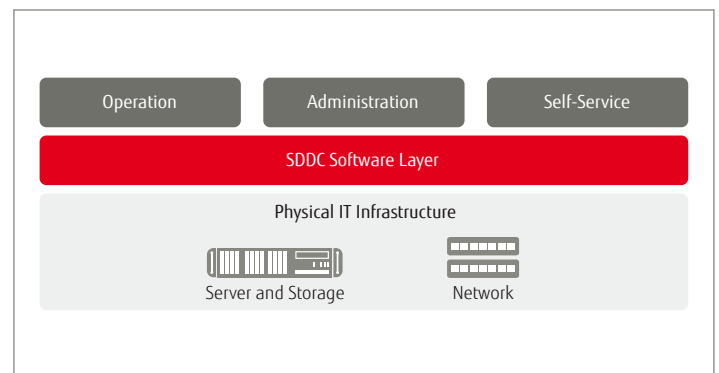 Operation
Administration
Self-Service
SDDC Software Layer
Physical IT Infrastructure
Server and Storage
Network